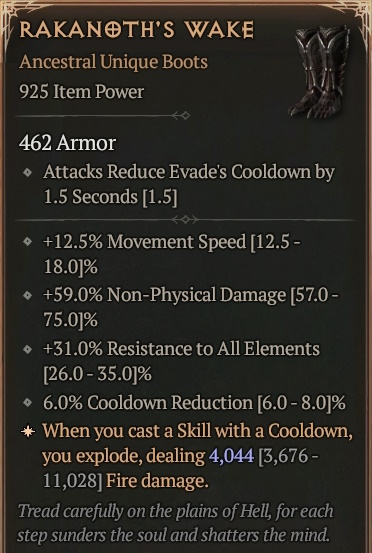 RAKANOTH'S WAKE
Ancestral Unique Boots
925 Item Power
462 Armor
Attacks Reduce Evade's Cooldown by
1.5 Seconds [1.5]
+12.5% Movement Speed [12.5 -
18.0]%
+59.0% Non-Physical Damage [57.0 -
75.0]%
+31.0% Resistance to All Elements
[26.0 - 35.0]%
6.0% Cooldown Reduction [6.0 - 8.0]%
When you cast a Skill with a Cooldown,
you explode, dealing 4,044 [3,676 -
11,028] Fire damage.
Tread carefully on the plains of Hell, for each
step sunders the soul and shatters the mind.